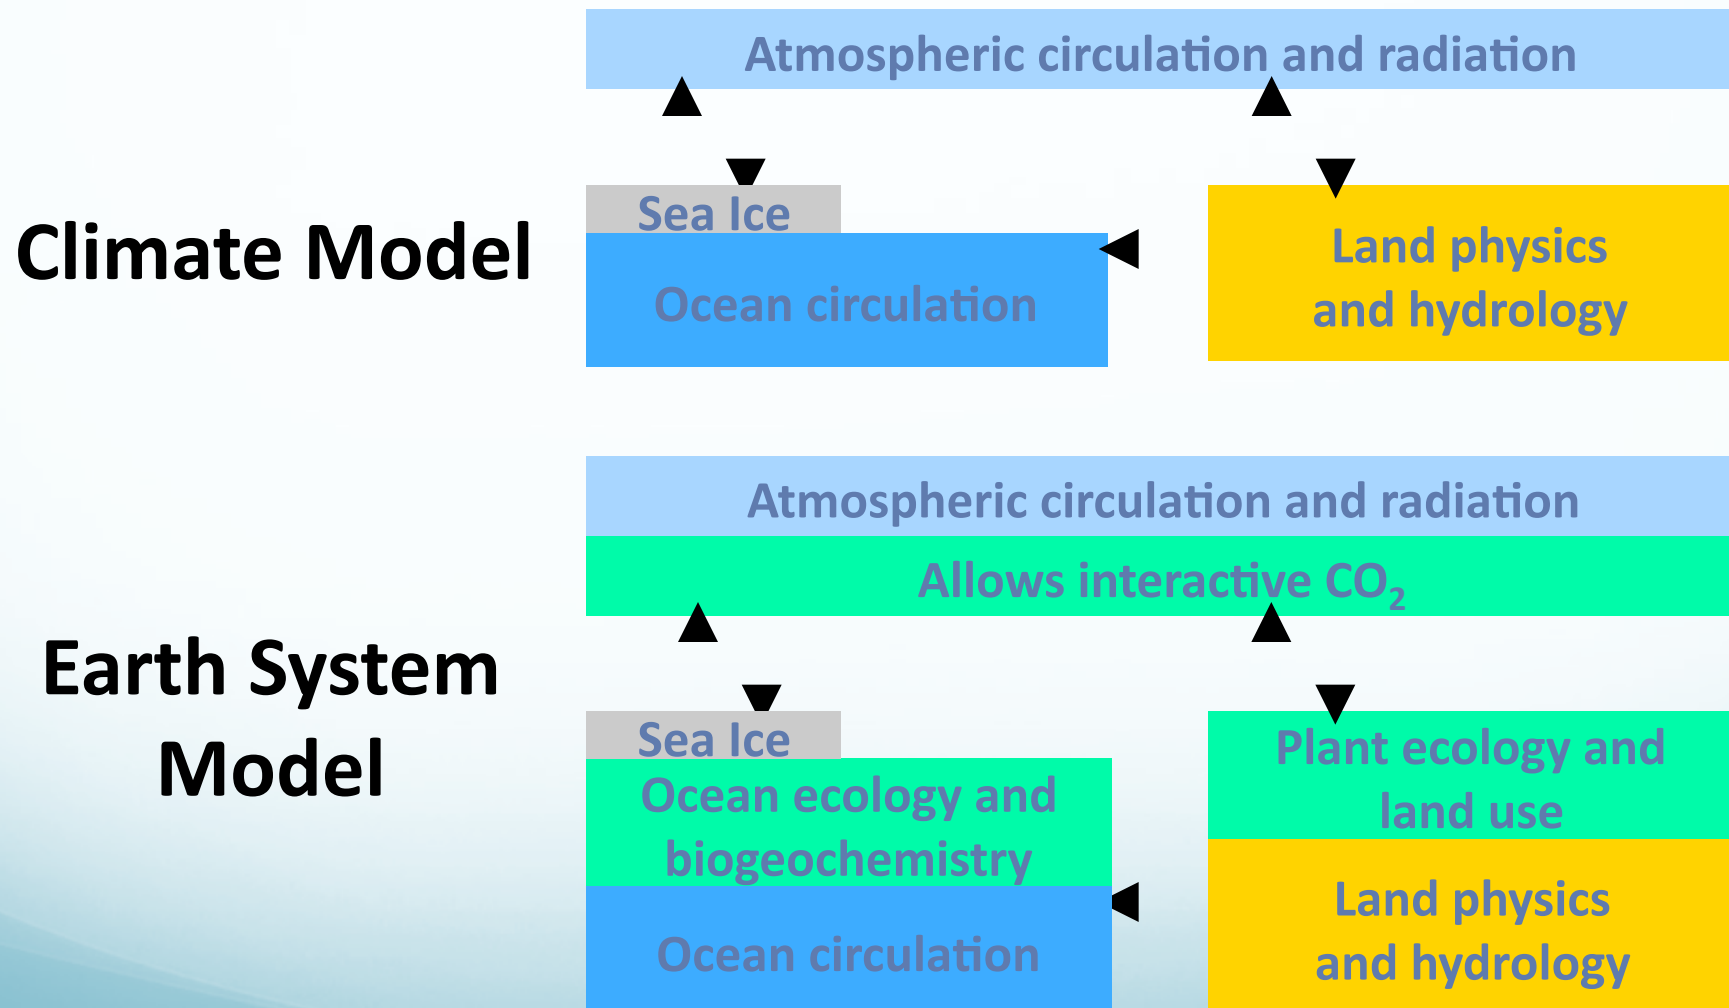 Atmospheric circulation and radiation
Climate Model
Sea Ice
Ocean circulation
Land physics
and hydrology
Atmospheric circulation and radiation
Allows interactive CO₂
Earth System
Model
Sea Ice
Ocean ecology and
biogeochemistry
Ocean circulation
Plant ecology and
land use
Land physics
and hydrology